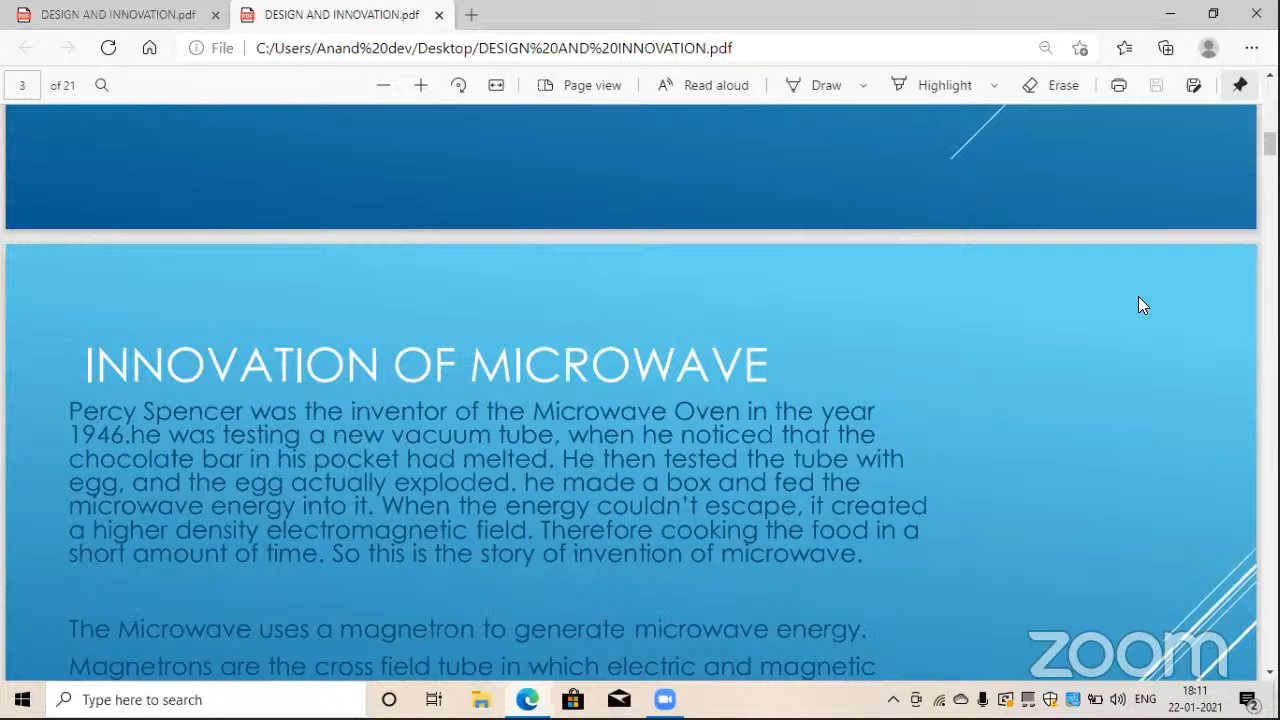 DESIGN AND INNOVATION.pdf
DESIGN AND INNOVATION.pdf
File
C:/Users/Anand%20dev/Desktop/DESIGN%20AND%20INNOVATION.pdf
3 of 21
Page view
Read aloud
Draw
Highlight
Erase
INNOVATION OF MICROWAVE
Percy Spencer was the inventor of the Microwave Oven in the year
1946.he was testing a new vacuum tube, when he noticed that the
chocolate bar in his pocket had melted. He then tested the tube with
egg, and the egg actually exploded. he made a box and fed the
microwave energy into it. When the energy couldn't escape, it created
a higher density electromagnetic field. Therefore cooking the food in a
short amount of time. So this is the story of invention of microwave.
The Microwave uses a magnetron to generate microwave energy.
Magnetrons are the cross field tube in which electric and magnetic
zoom
Type here to search
ENG
18:11
22-01-2021
2